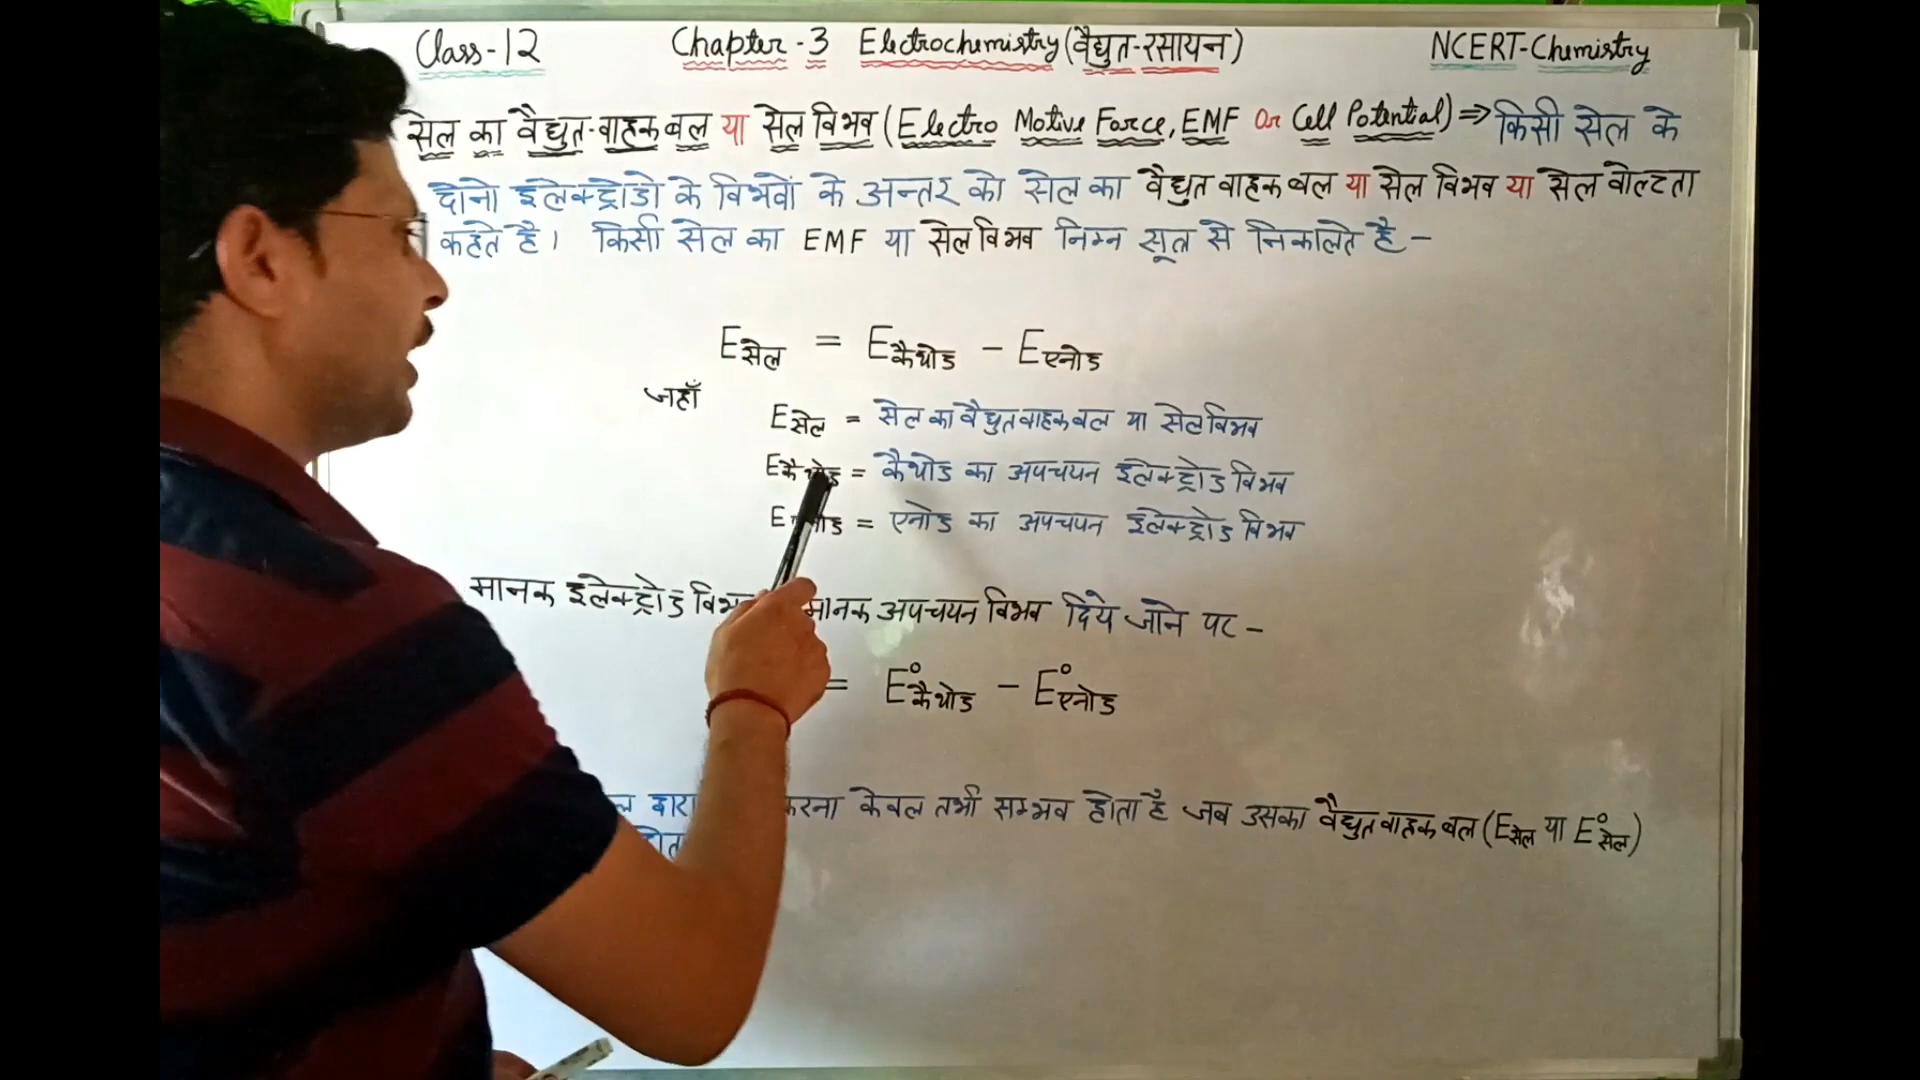 Class-12 Chapter-3 Electrochemistry (वैद्युत-रसायन) NCERT-Chemistry
सेल का वैद्युत-वाहक बल या सेल विभव (Electro Motive Force, EMF Or Cell Potential) ⇒ किसी सेल के
दोनो इलेक्ट्रोडो के विभवों के अन्तर को सेल का वैद्युत वाहक बल या सेल विभव या सेल वोल्टता
कहते है। किसी सेल का EMF या सेल विभव निम्न सूत्र से निकालते है –
E सेल = E कैथोड – E एनोड
जहाँ
E सेल = सेल का वैद्युत वाहक बल या सेल विभव
E कैथोड = कैथोड का अपचयन इलेक्ट्रोड विभव
E = एनोड का अपचयन इलेक्ट्रोड विभव
मानक इलेक्ट्रोड मानक अपचयन विभव दिये जाने पर –
= E° कैथोड – E° एनोड
द्वारा करना केवल तभी सम्भव होता है जब उसका वैद्युत वाहक बल (E सेल या E° सेल)